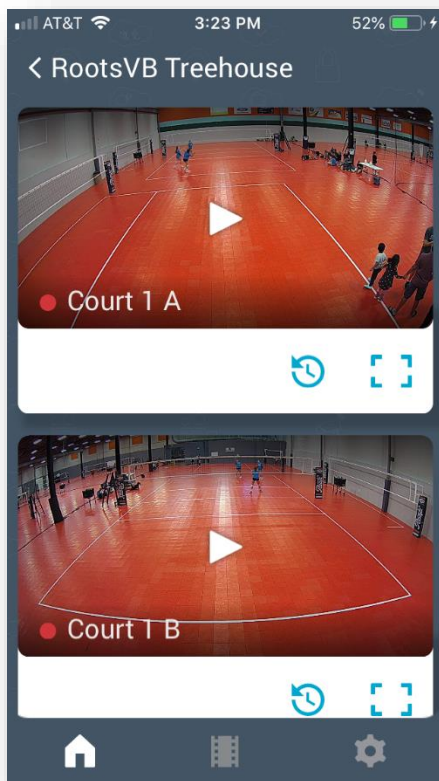 AT&T
3:23 PM
52%
RootsVB Treehouse
Court 1 A
Court 1 B